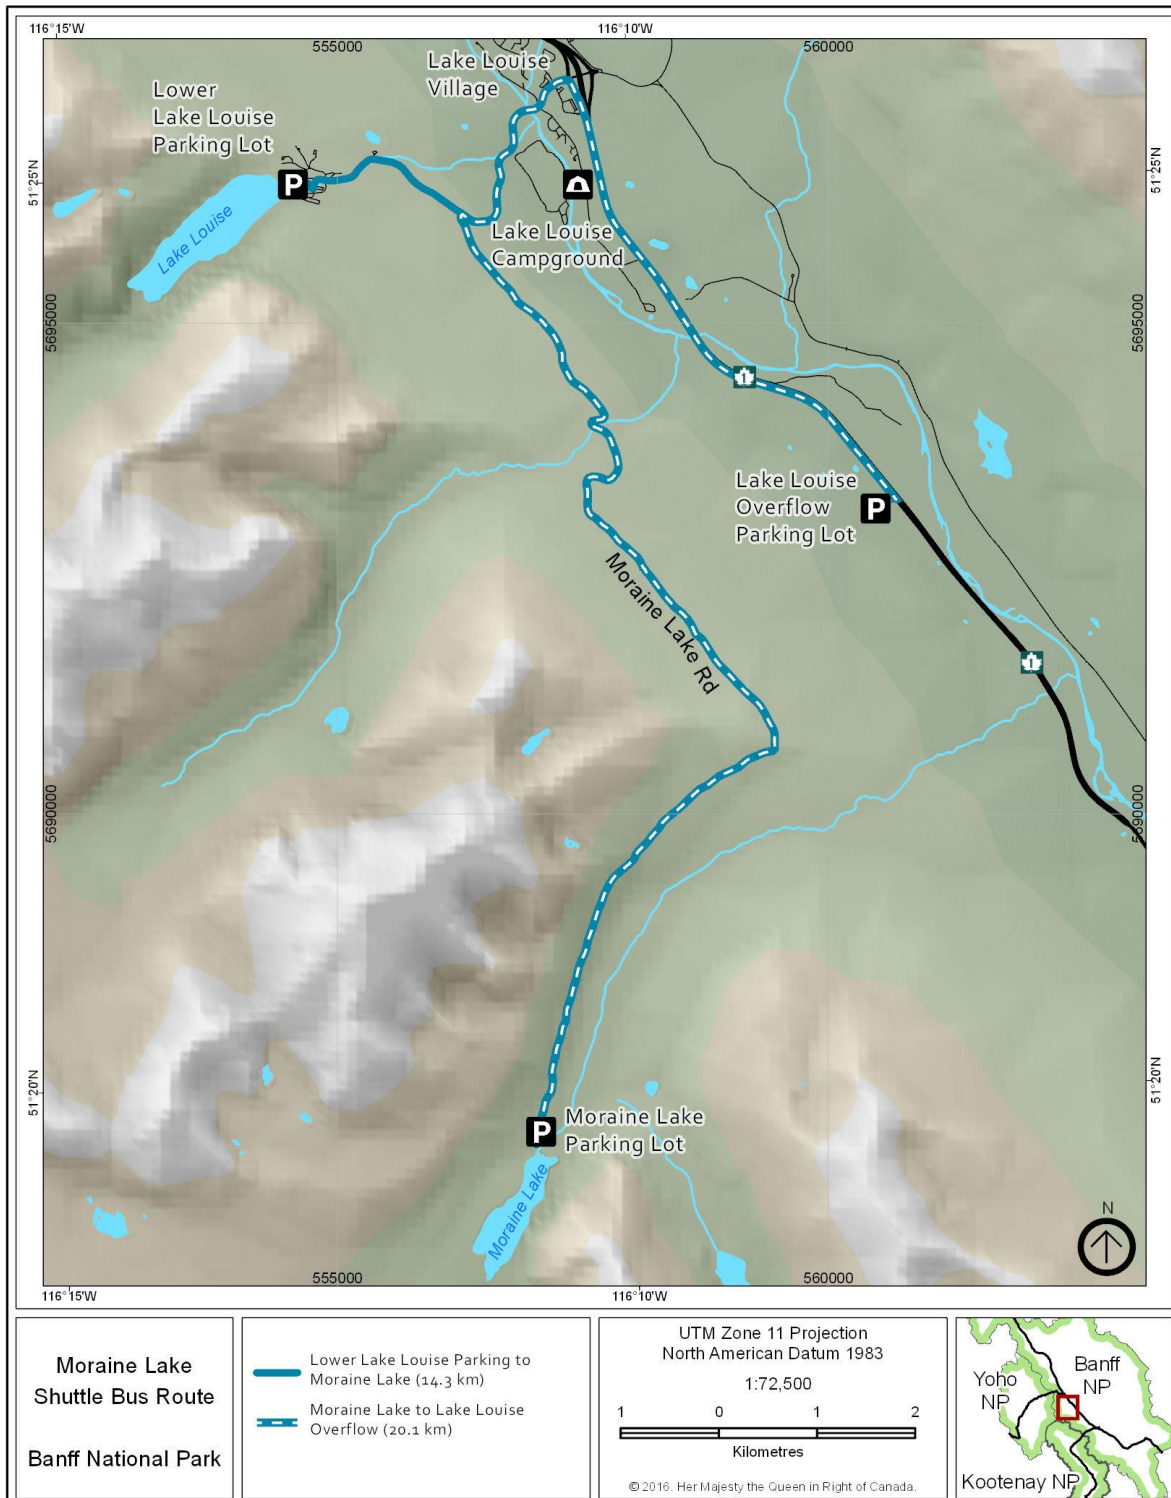 116°15'W
116°10'W
555000
560000
Lake Louise
Village
Lower
Lake Louise
Parking Lot
P
51°25'N
51°25'N
Lake Louise
Lake Louise
Campground
5695000
5695000
1
Lake Louise
Overflow
Parking Lot
P
Moraine Lake Rd
1
5690000
5690000
51°20'N
51°20'N
P
Moraine Lake
Parking Lot
Moraine Lake
N
555000
560000
116°15'W
116°10'W
Moraine Lake
Shuttle Bus Route
Banff National Park
Lower Lake Louise Parking to
Moraine Lake (14.3 km)
Moraine Lake to Lake Louise
Overflow (20.1 km)
UTM Zone 11 Projection
North American Datum 1983
1:72,500
1 0 1 2
Kilometres
© 2016. Her Majesty the Queen in Right of Canada.
Yoho
NP
Banff
NP
Kootenay NP